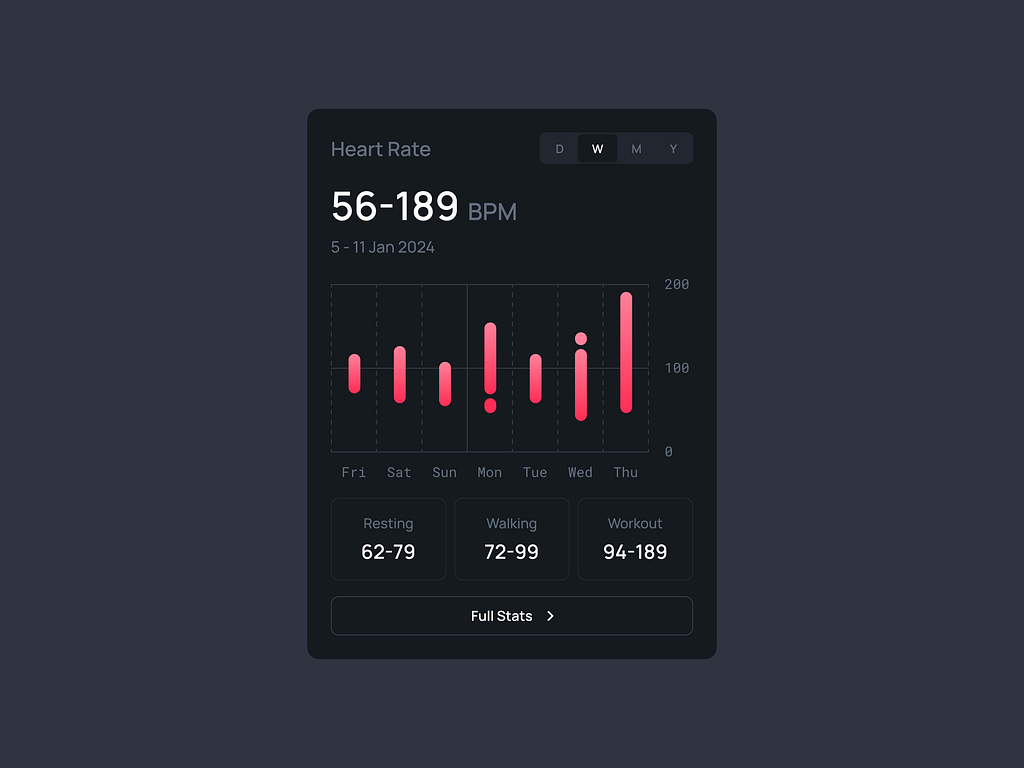 Heart Rate
D W M Y
56-189 BPM
5 - 11 Jan 2024
200
100
0
Fri Sat Sun Mon Tue Wed Thu
Resting Walking Workout
62-79 72-99 94-189
Full Stats